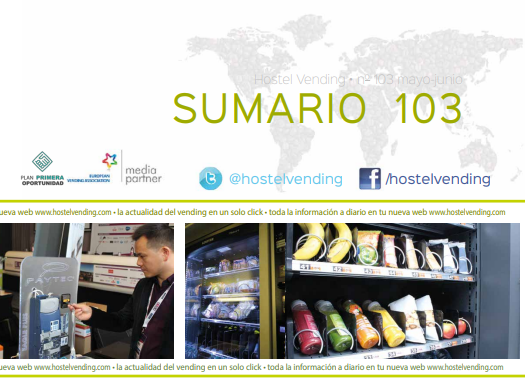 Hostel Vending • nº 103 mayo-junio
SUMARIO 103
PLAN PRIMERA
OPORTUNIDAD
EUROPEAN
VENDING ASSOCIATION
media
partner
@hostelvending
/hostelvending
ueva web www.hostelvending.com • la actualidad del vending en un solo click • toda la información a diario en tu nueva web www.hostelvending.com
PAYTEC
ueva web www.hostelvending.com • la actualidad del vending en un solo click • toda la información a diario en tu nueva web www.hostelvending.com